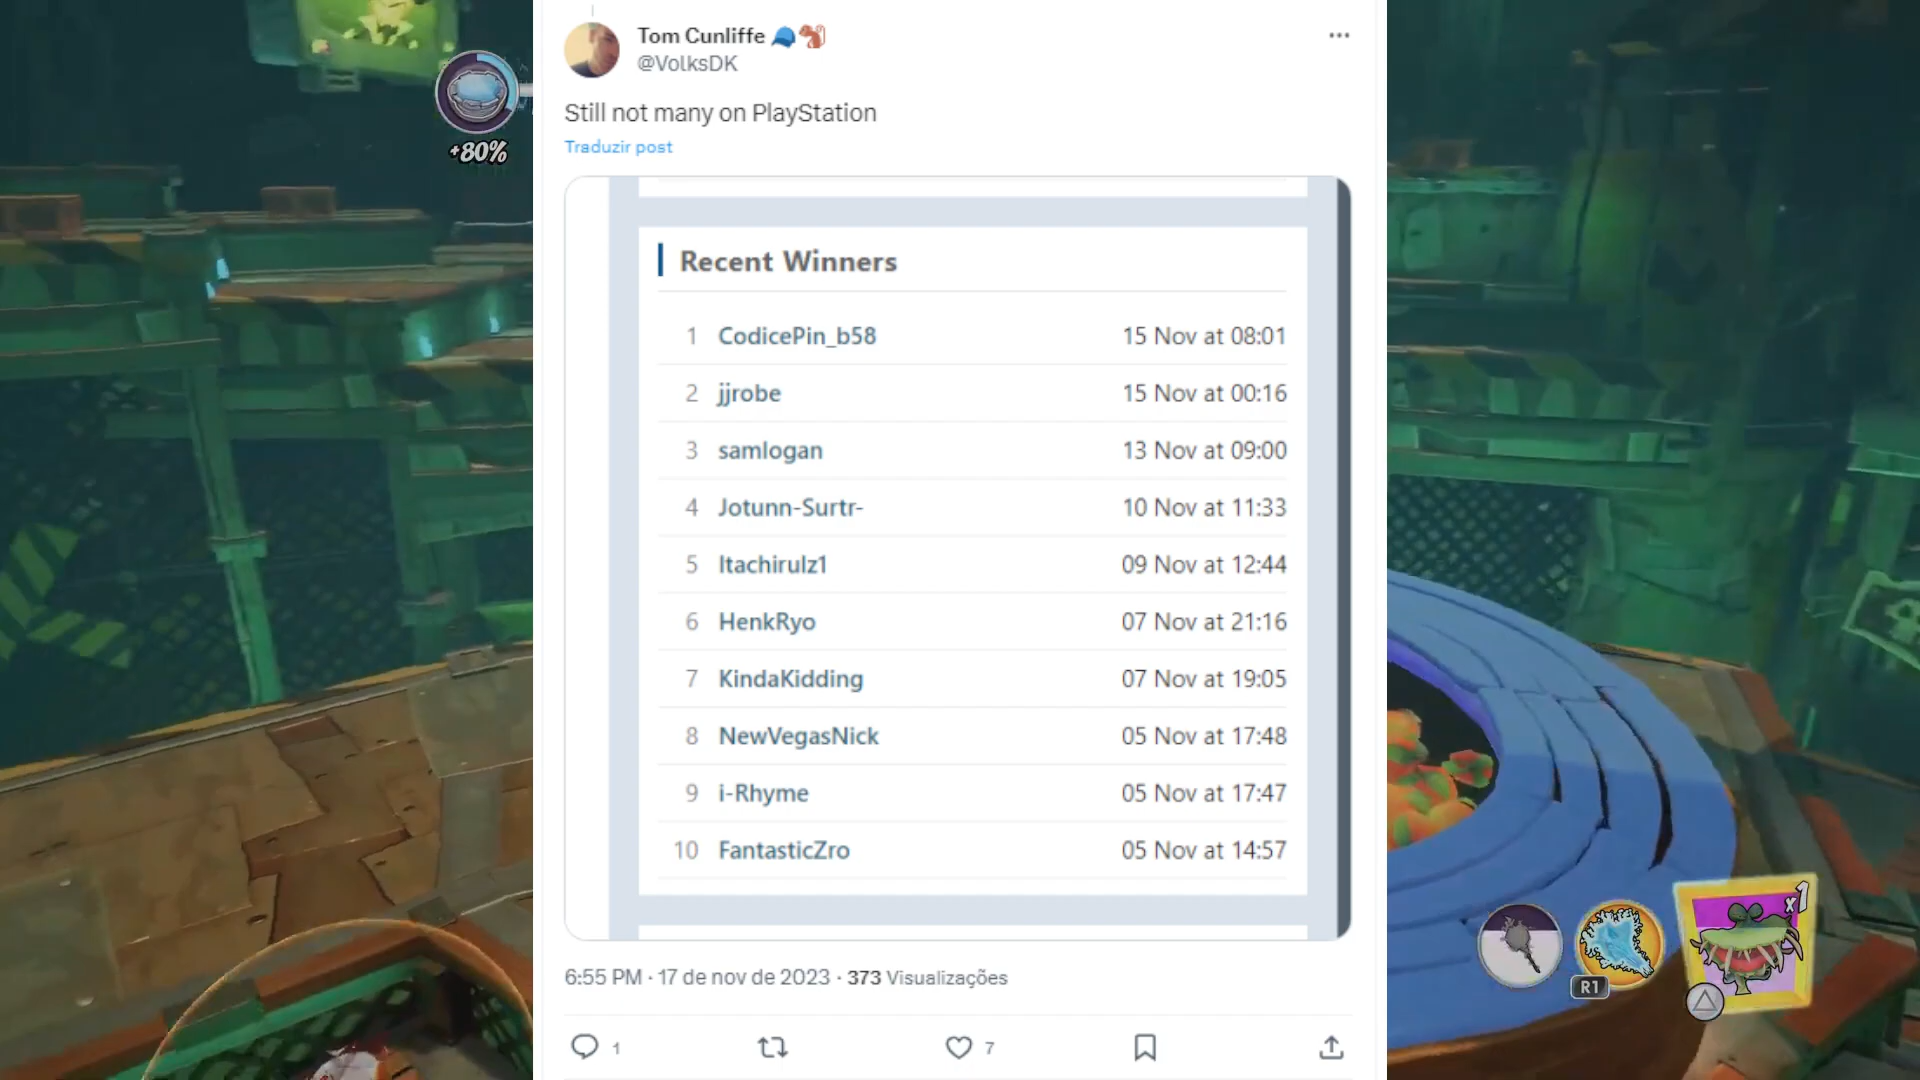 Tom Cunliffe
@VolksDK
Still not many on PlayStation
Traduzir post
+80%
Recent Winners
1 CodicePin_b58 15 Nov at 08:01
2 jjrobe 15 Nov at 00:16
3 samlogan 13 Nov at 09:00
4 Jotunn-Surtr- 10 Nov at 11:33
5 Itachirulz1 09 Nov at 12:44
6 HenkRyo 07 Nov at 21:16
7 KindaKidding 07 Nov at 19:05
8 NewVegasNick 05 Nov at 17:48
9 i-Rhyme 05 Nov at 17:47
10 FantasticZro 05 Nov at 14:57
6:55 PM · 17 de nov de 2023 · 373 Visualizações
1
7
x1
R1